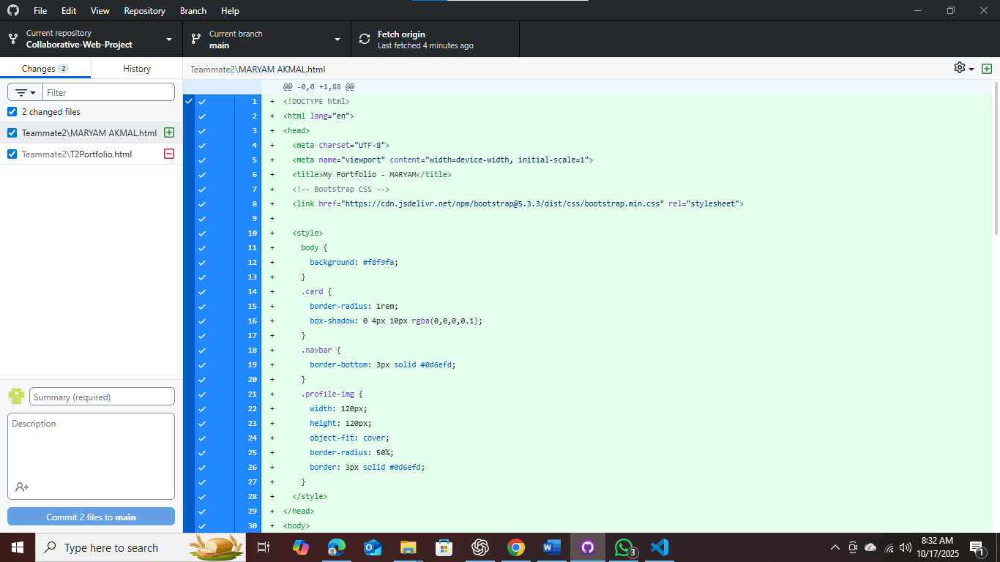 File Edit View Repository Branch Help
Current repository
Collaborative-Web-Project
Current branch
main
Fetch origin
Last fetched 4 minutes ago
Changes 2
History
Filter
2 changed files
Teammate2\MARYAM AKMAL.html
Teammate2\T2Portfolio.html
Summary (required)
Description
Commit 2 files to main
Teammate2\MARYAM AKMAL.html
@@ -0,0 +1,88 @@
1 + <!DOCTYPE html>
2 + <html lang="en">
3 + <head>
4 + <meta charset="UTF-8">
5 + <meta name="viewport" content="width=device-width, initial-scale=1">
6 + <title>My Portfolio - MARYAM</title>
7 + <!-- Bootstrap CSS -->
8 + <link href="https://cdn.jsdelivr.net/npm/bootstrap@5.3.3/dist/css/bootstrap.min.css" rel="stylesheet">
9 +
10 + <style>
11 + body {
12 + background: #f8f9fa;
13 + }
14 + .card {
15 + border-radius: 1rem;
16 + box-shadow: 0 4px 10px rgba(0,0,0,0.1);
17 + }
18 + .navbar {
19 + border-bottom: 3px solid #0d6efd;
20 + }
21 + .profile-img {
22 + width: 120px;
23 + height: 120px;
24 + object-fit: cover;
25 + border-radius: 50%;
26 + border: 3px solid #0d6efd;
27 + }
28 + </style>
29 + </head>
30 + <body>
Type here to search
3
8:32 AM
10/17/2025
1